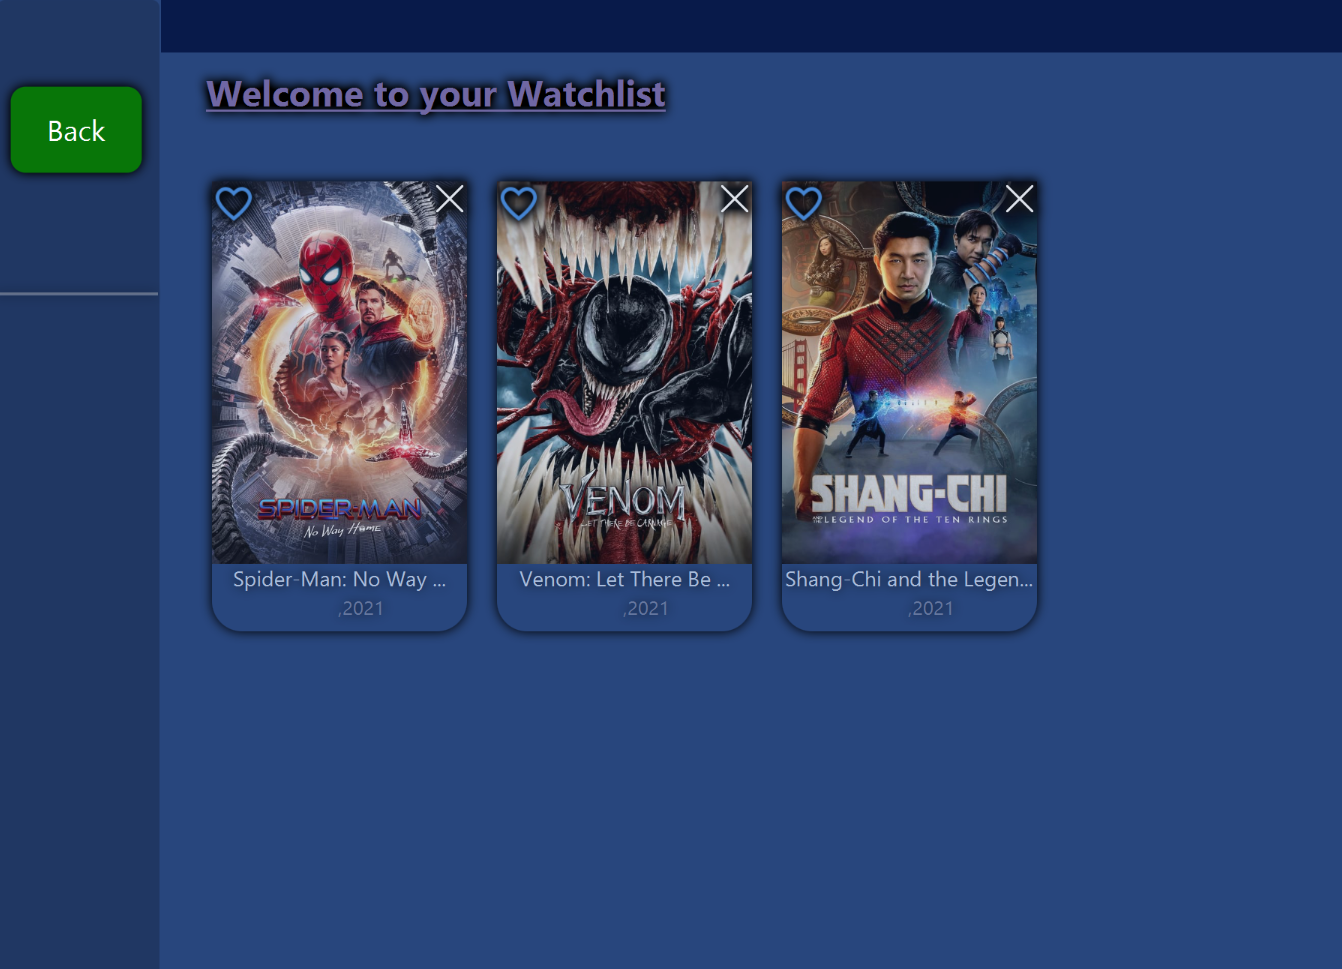 Welcome to your Watchlist
Back
SPIDER-MAN
No Way Home
Spider-Man: No Way ...
,2021
VENOM
LET THERE BE CARNAGE
Venom: Let There Be ...
,2021
SHANG-CHI
AND THE LEGEND OF THE TEN RINGS
Shang-Chi and the Legen...
,2021